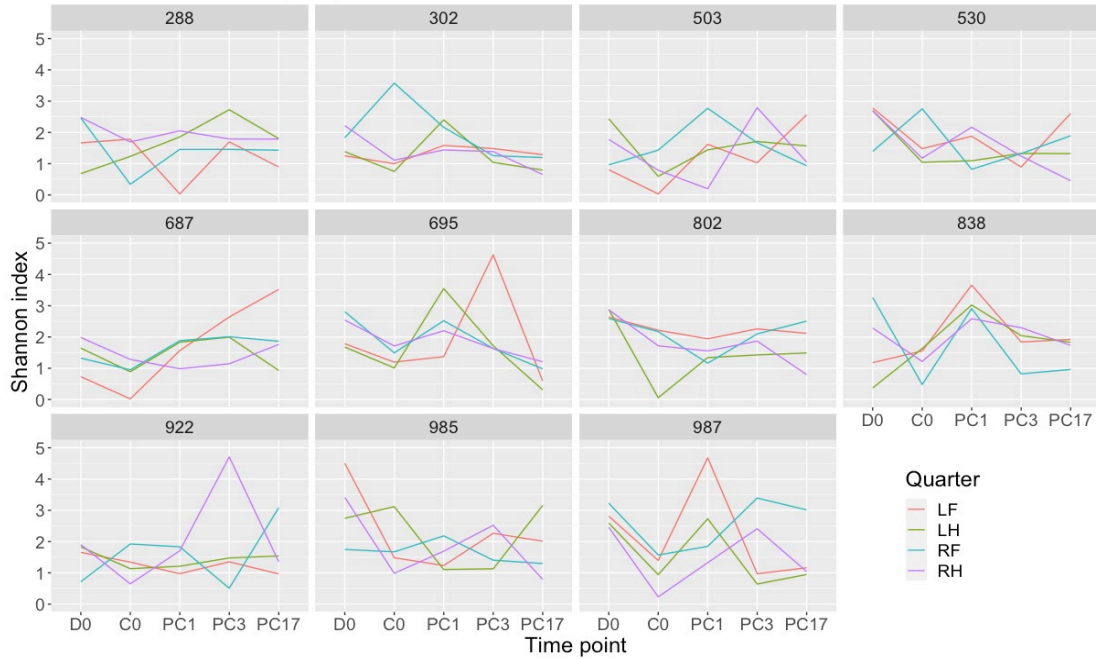 288 302 503 530
5
4
3
2
1
0
687 695 802 838
5
4
3
2
1
0
D0 C0 PC1 PC3 PC17
922 985 987
5
4
3
2
1
0
D0 C0 PC1 PC3 PC17 D0 C0 PC1 PC3 PC17 D0 C0 PC1 PC3 PC17
Shannon index
Time point
Quarter
LF
LH
RF
RH